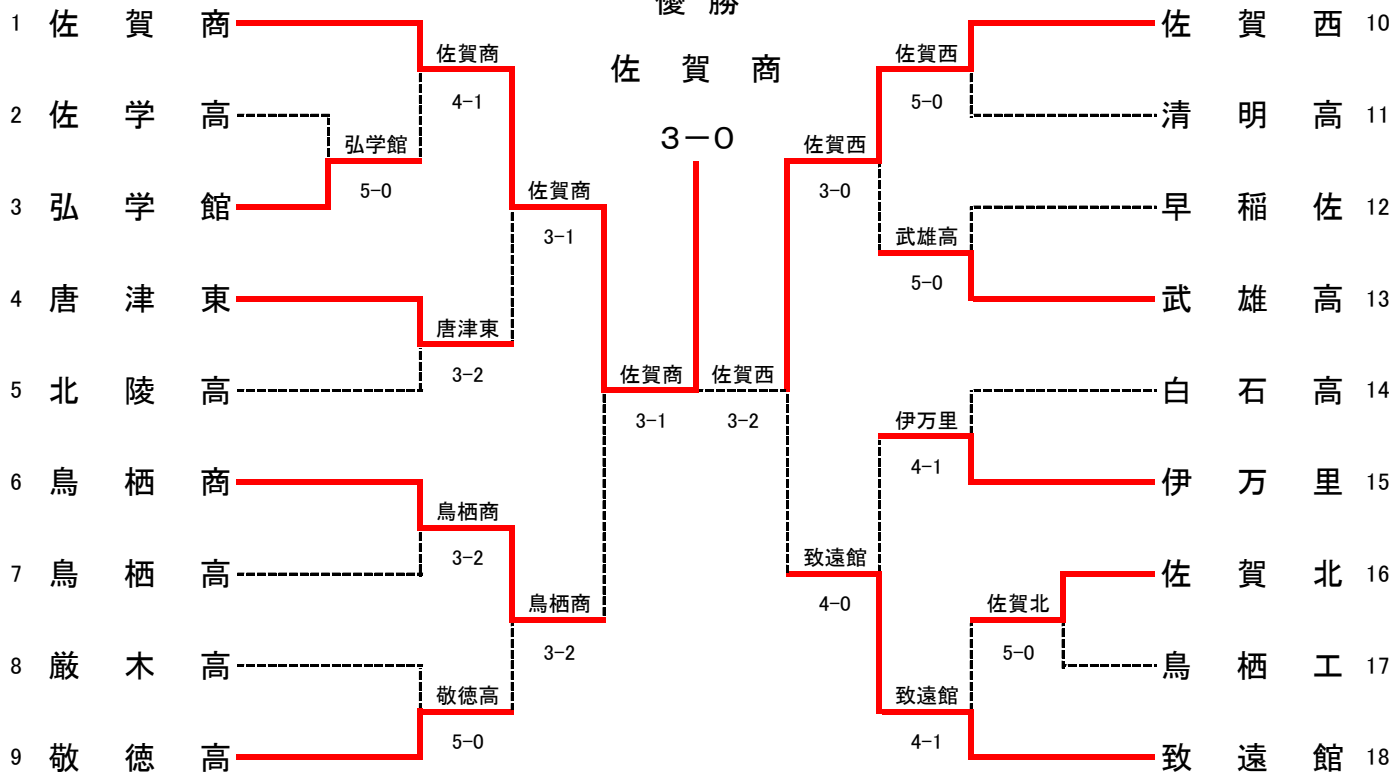 優 勝
佐 賀 商
3－0
1 佐 賀 商
2 佐 学 高
3 弘 学 館
4 唐 津 東
5 北 陵 高
6 鳥 栖 商
7 鳥 栖 高
8 厳 木 高
9 敬 徳 高
弘学館
5-0
佐賀商
4-1
唐津東
3-2
鳥栖商
3-2
敬徳高
5-0
佐賀商
3-1
鳥栖商
3-2
佐賀商
3-1
佐賀西
3-2
佐賀西
3-0
致遠館
4-0
佐賀西
5-0
武雄高
5-0
伊万里
4-1
致遠館
4-1
佐賀北
5-0
佐 賀 西 10
清 明 高 11
早 稲 佐 12
武 雄 高 13
白 石 高 14
伊 万 里 15
佐 賀 北 16
鳥 栖 工 17
致 遠 館 18